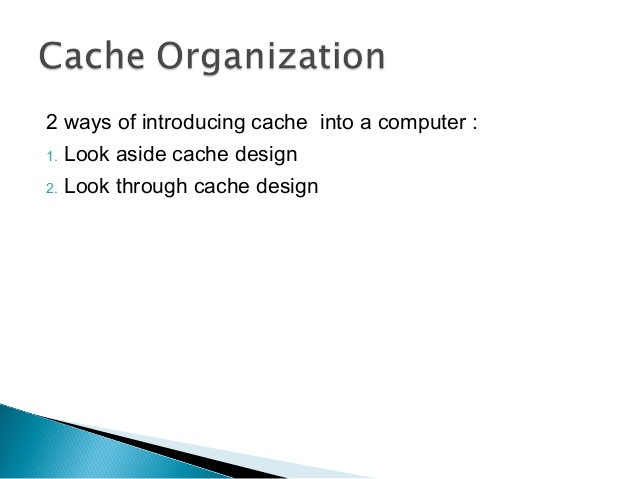 Cache Organization
2 ways of introducing cache  into a computer :
1. Look aside cache design
2. Look through cache design